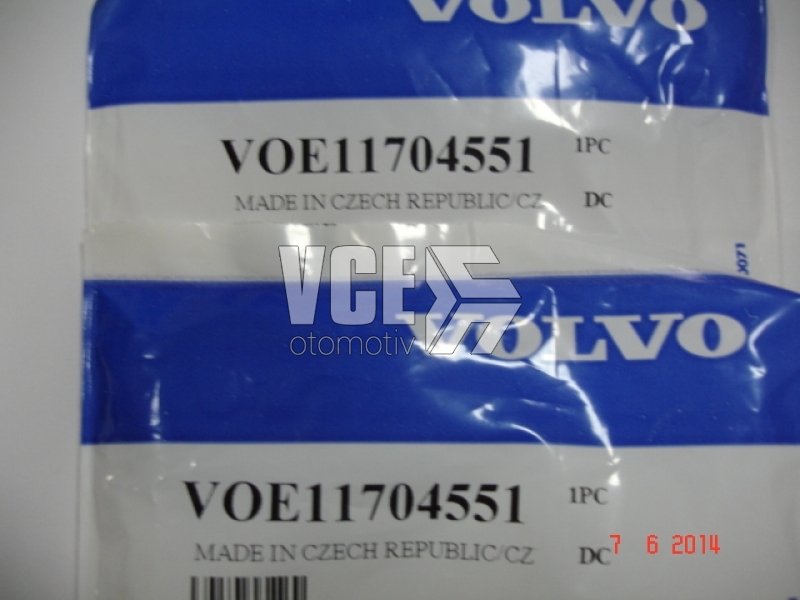 VOLVO
VOE11704551 1PC
MADE IN CZECH REPUBLIC/CZ DC
0071
VCE
otomotiv
VOLVO
VOE11704551 1PC
MADE IN CZECH REPUBLIC/CZ DC
7 6 2014